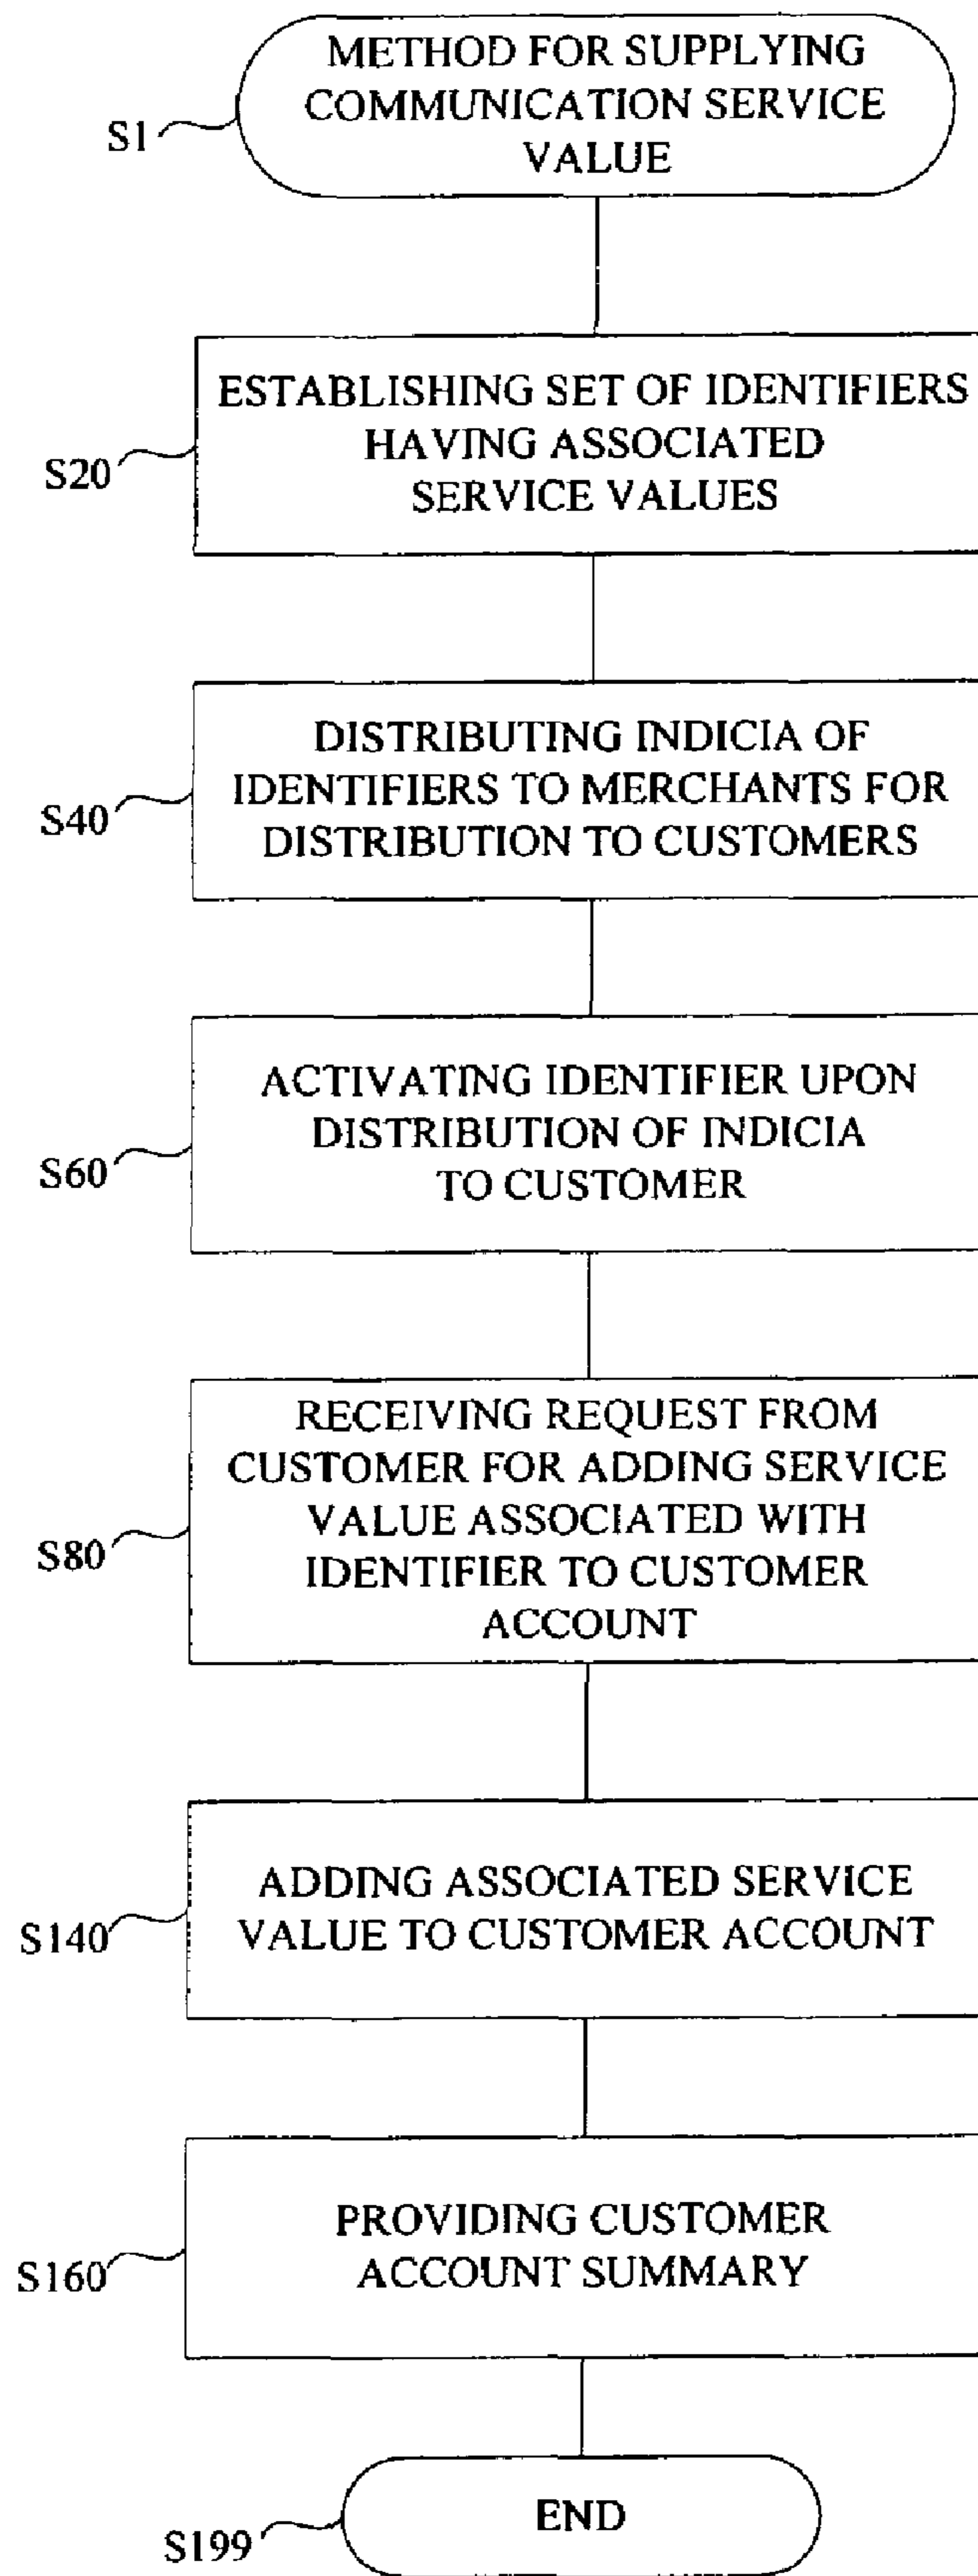 METHOD FOR SUPPLYING
COMMUNICATION SERVICE
VALUE
S1
ESTABLISHING SET OF IDENTIFIERS
HAVING ASSOCIATED
SERVICE VALUES
S20
DISTRIBUTING INDICIA OF
IDENTIFIERS TO MERCHANTS FOR
DISTRIBUTION TO CUSTOMERS
S40
ACTIVATING IDENTIFIER UPON
DISTRIBUTION OF INDICIA
TO CUSTOMER
S60
RECEIVING REQUEST FROM
CUSTOMER FOR ADDING SERVICE
VALUE ASSOCIATED WITH
IDENTIFIER TO CUSTOMER
ACCOUNT
S80
ADDING ASSOCIATED SERVICE
VALUE TO CUSTOMER ACCOUNT
S140
PROVIDING CUSTOMER
ACCOUNT SUMMARY
S160
END
S199